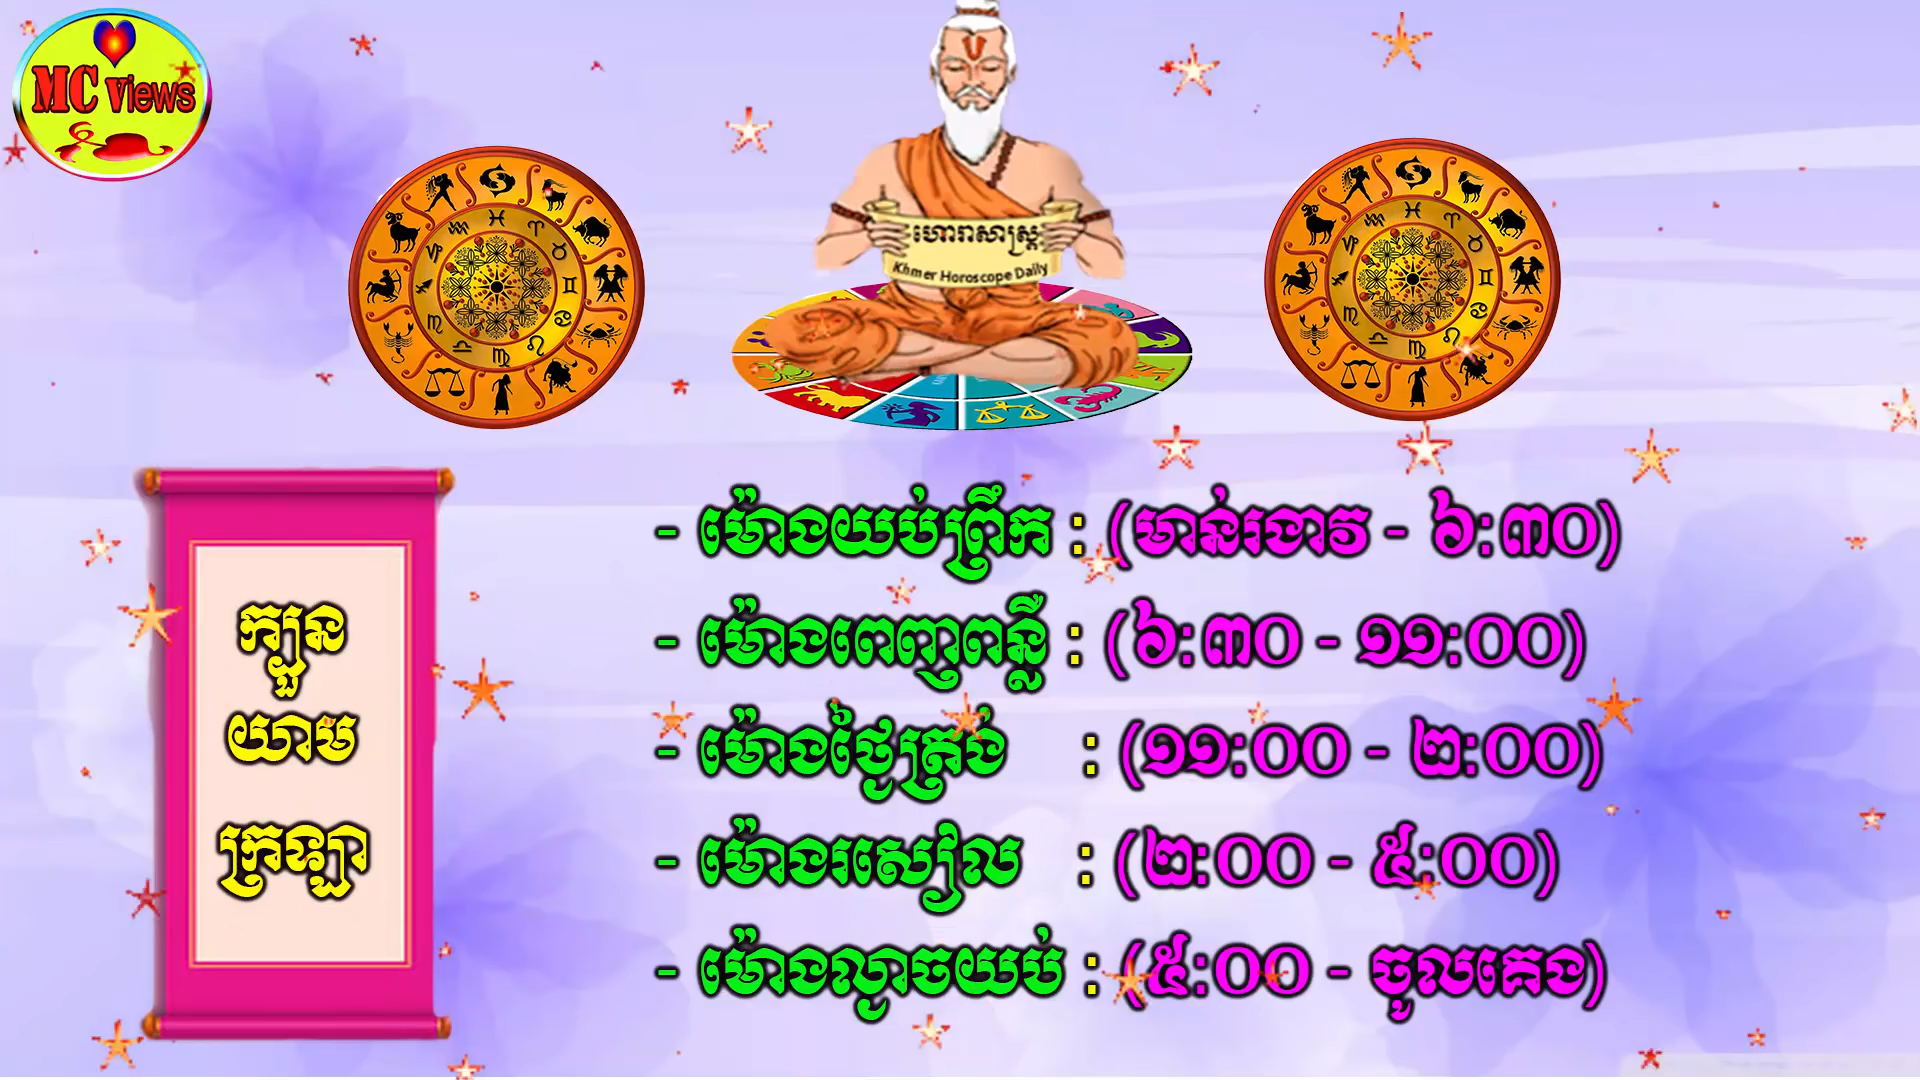 MC Views
ហោរាសាស្ត្រ
Khmer Horoscope Daily
ក្បួន
យាម
ក្រឡា
- ម៉ោងយប់ព្រឹក : (មាន់រងាវ - ៦:៣០)
- ម៉ោងពេញពន្លឺ : (៦:៣០ - ១១:០០)
- ម៉ោងថ្ងៃត្រង់ : (១១:០០ - ២:០០)
- ម៉ោងរសៀល : (២:០០ - ៥:០០)
- ម៉ោងល្ងាចយប់ : (៥:០០ - ចូលគេង)